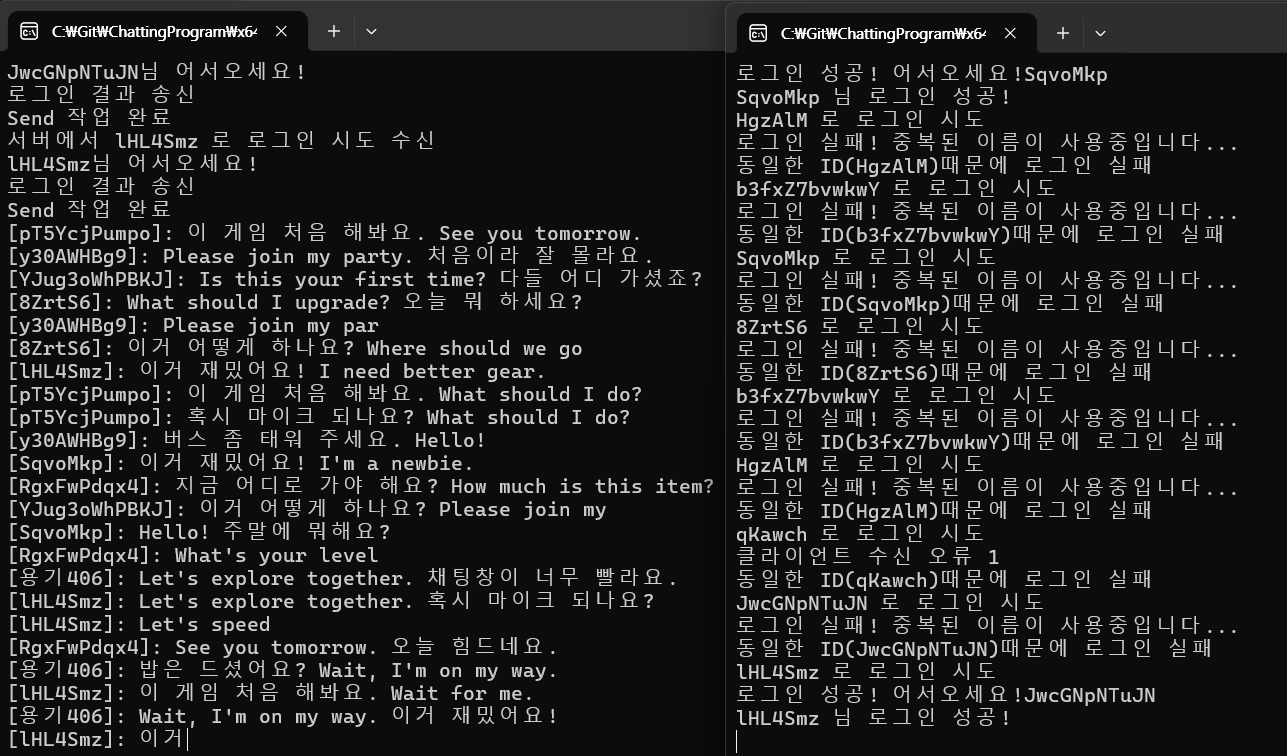 C:₩Git₩ChattingProgram₩x64
JwcGNpNTuJN님 어서오세요!
로그인 결과 송신
Send 작업 완료
서버에서 lHL4Smz 로 로그인 시도 수신
lHL4Smz님 어서오세요!
로그인 결과 송신
Send 작업 완료
[pT5YcjPumpo]: 이 게임 처음 해봐요. See you tomorrow.
[y30AWHBg9]: Please join my party. 처음이라 잘 몰라요.
[YJug3oWhPBKJ]: Is this your first time? 다들 어디 가셨죠?
[8ZrtS6]: What should I upgrade? 오늘 뭐 하세요?
[y30AWHBg9]: Please join my par
[8ZrtS6]: 이거 어떻게 하나요? Where should we go
[lHL4Smz]: 이거 재밌어요! I need better gear.
[pT5YcjPumpo]: 이 게임 처음 해봐요. What should I do?
[pT5YcjPumpo]: 혹시 마이크 되나요? What should I do?
[y30AWHBg9]: 버스 좀 태워 주세요. Hello!
[SqvoMkp]: 이거 재밌어요! I'm a newbie.
[RgxFwPdqx4]: 지금 어디로 가야 해요? How much is this item?
[YJug3oWhPBKJ]: 이거 어떻게 하나요? Please join my
[SqvoMkp]: Hello! 주말에 뭐해요?
[RgxFwPdqx4]: What's your level
[용기406]: Let's explore together. 채팅창이 너무 빨라요.
[lHL4Smz]: Let's explore together. 혹시 마이크 되나요?
[lHL4Smz]: Let's speed
[RgxFwPdqx4]: See you tomorrow. 오늘 힘드네요.
[용기406]: 밥은 드셨어요? Wait, I'm on my way.
[lHL4Smz]: 이 게임 처음 해봐요. Wait for me.
[용기406]: Wait, I'm on my way. 이거 재밌어요!
[lHL4Smz]: 이거
C:₩Git₩ChattingProgram₩x64
로그인 성공! 어서오세요!SqvoMkp
SqvoMkp 님 로그인 성공!
HgzAlM 로 로그인 시도
로그인 실패! 중복된 이름이 사용중입니다...
동일한 ID(HgzAlM)때문에 로그인 실패
b3fxZ7bvwkwY 로 로그인 시도
로그인 실패! 중복된 이름이 사용중입니다...
동일한 ID(b3fxZ7bvwkwY)때문에 로그인 실패
SqvoMkp 로 로그인 시도
로그인 실패! 중복된 이름이 사용중입니다...
동일한 ID(SqvoMkp)때문에 로그인 실패
8ZrtS6 로 로그인 시도
로그인 실패! 중복된 이름이 사용중입니다...
동일한 ID(8ZrtS6)때문에 로그인 실패
b3fxZ7bvwkwY 로 로그인 시도
로그인 실패! 중복된 이름이 사용중입니다...
동일한 ID(b3fxZ7bvwkwY)때문에 로그인 실패
HgzAlM 로 로그인 시도
로그인 실패! 중복된 이름이 사용중입니다...
동일한 ID(HgzAlM)때문에 로그인 실패
qKawch 로 로그인 시도
클라이언트 수신 오류 1
동일한 ID(qKawch)때문에 로그인 실패
JwcGNpNTuJN 로 로그인 시도
로그인 실패! 중복된 이름이 사용중입니다...
동일한 ID(JwcGNpNTuJN)때문에 로그인 실패
lHL4Smz 로 로그인 시도
로그인 성공! 어서오세요!JwcGNpNTuJN
lHL4Smz 님 로그인 성공!